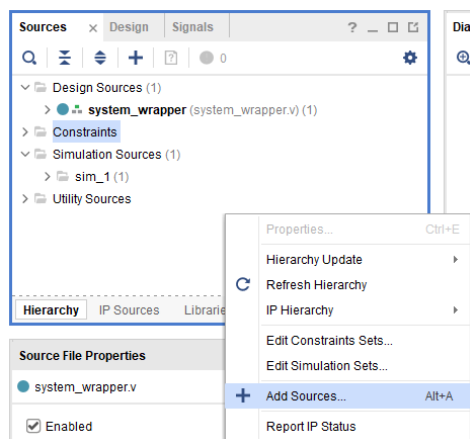 Sources × Design Signals ? Dia
0
Design Sources (1)
system_wrapper (system_wrapper.v) (1)
Constraints
Simulation Sources (1)
sim_1 (1)
Utility Sources
Properties... Ctrl+E
Hierarchy Update
Refresh Hierarchy
IP Hierarchy
Edit Constraints Sets...
Edit Simulation Sets...
Add Sources... Alt+A
Report IP Status
Hierarchy IP Sources Librarie
Source File Properties
system_wrapper.v
Enabled